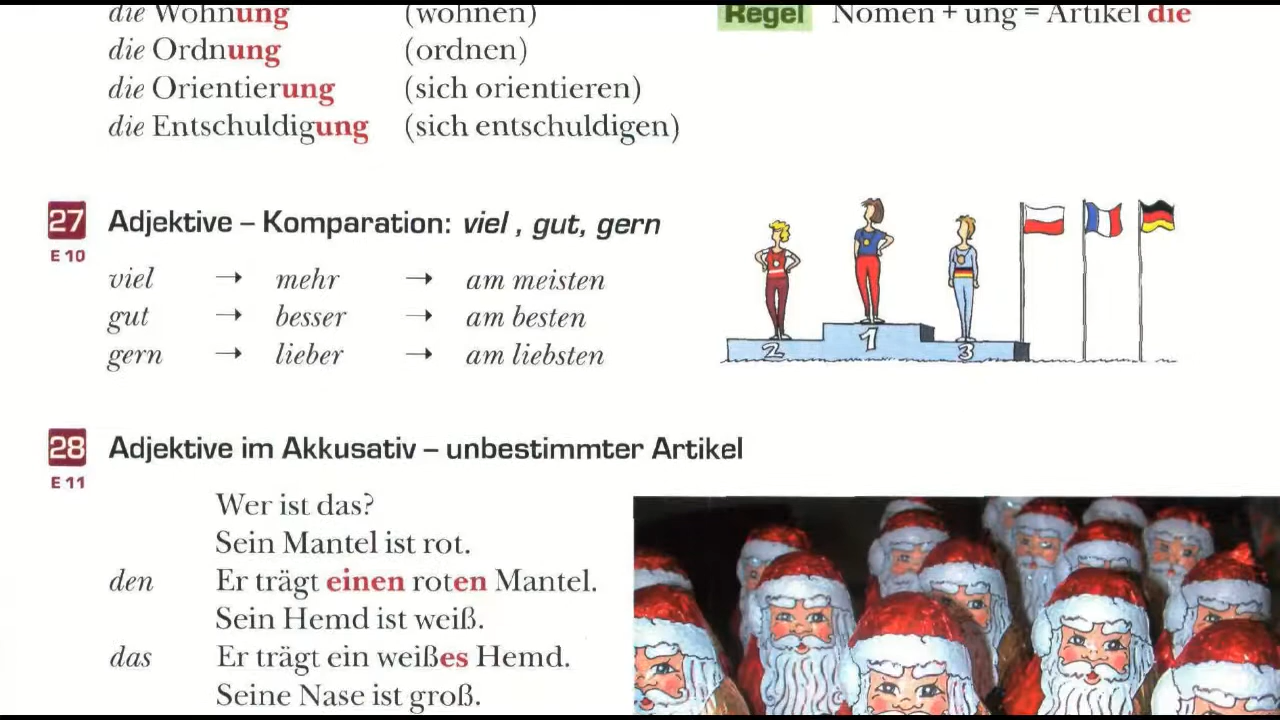 die Wohnung (wohnen)
die Ordnung (ordnen)
die Orientierung (sich orientieren)
die Entschuldigung (sich entschuldigen)
Regel Nomen + ung = Artikel die
27 Adjektive – Komparation: viel , gut, gern
E 10
viel → mehr → am meisten
gut → besser → am besten
gern → lieber → am liebsten
2 1 3
28 Adjektive im Akkusativ – unbestimmter Artikel
E 11
Wer ist das?
Sein Mantel ist rot.
den Er trägt einen roten Mantel.
Sein Hemd ist weiß.
das Er trägt ein weißes Hemd.
Seine Nase ist groß.